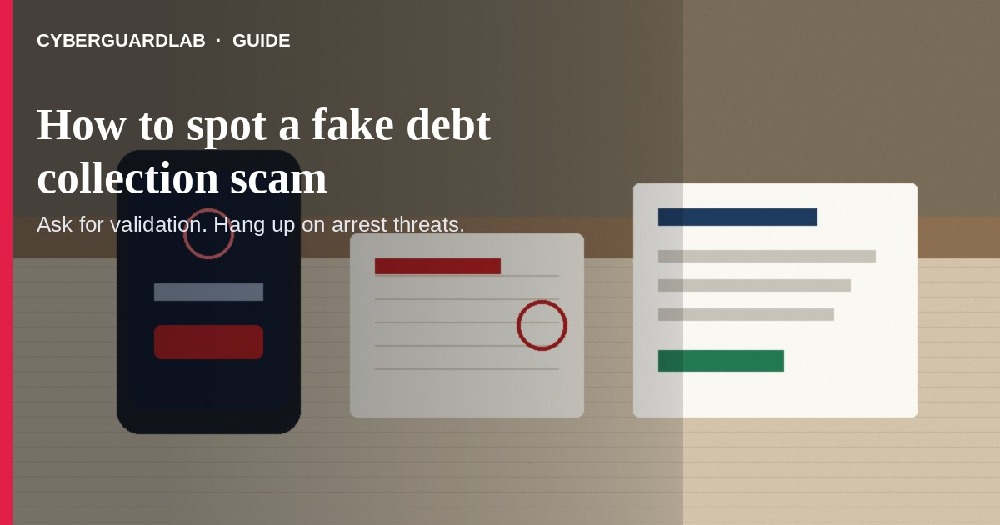 CYBERGUARDLAB · GUIDE
How to spot a fake debt
collection scam
Ask for validation. Hang up on arrest threats.